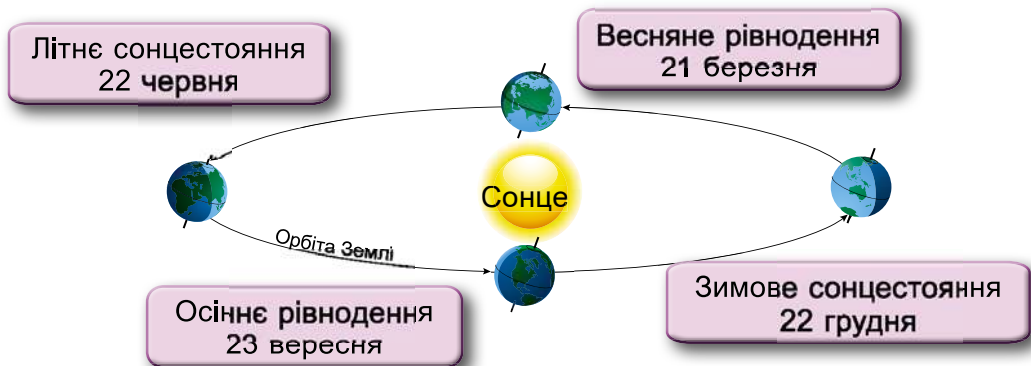 Літнє сонцестояння
22 червня
Весняне рівнодення
21 березня
Сонце
Орбіта Землі
Осіннє рівнодення
23 вересня
Зимове сонцестояння
22 грудня